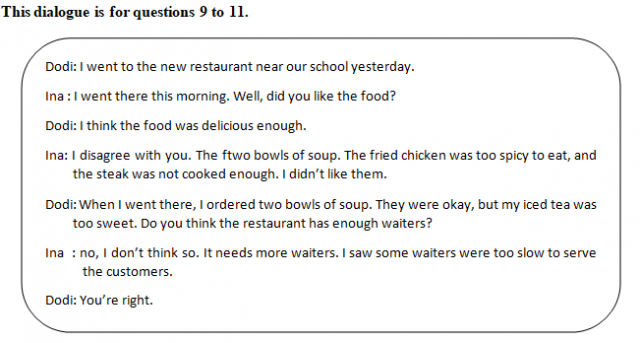 This dialogue is for questions 9 to 11.
Dodi: I went to the new restaurant near our school yesterday.
Ina : I went there this morning. Well, did you like the food?
Dodi: I think the food was delicious enough.
Ina: I disagree with you. The ftwo bowls of soup. The fried chicken was too spicy to eat, and
the steak was not cooked enough. I didn’t like them.
Dodi: When I went there, I ordered two bowls of soup. They were okay, but my iced tea was
too sweet. Do you think the restaurant has enough waiters?
Ina : no, I don’t think so. It needs more waiters. I saw some waiters were too slow to serve
the customers.
Dodi: You’re right.